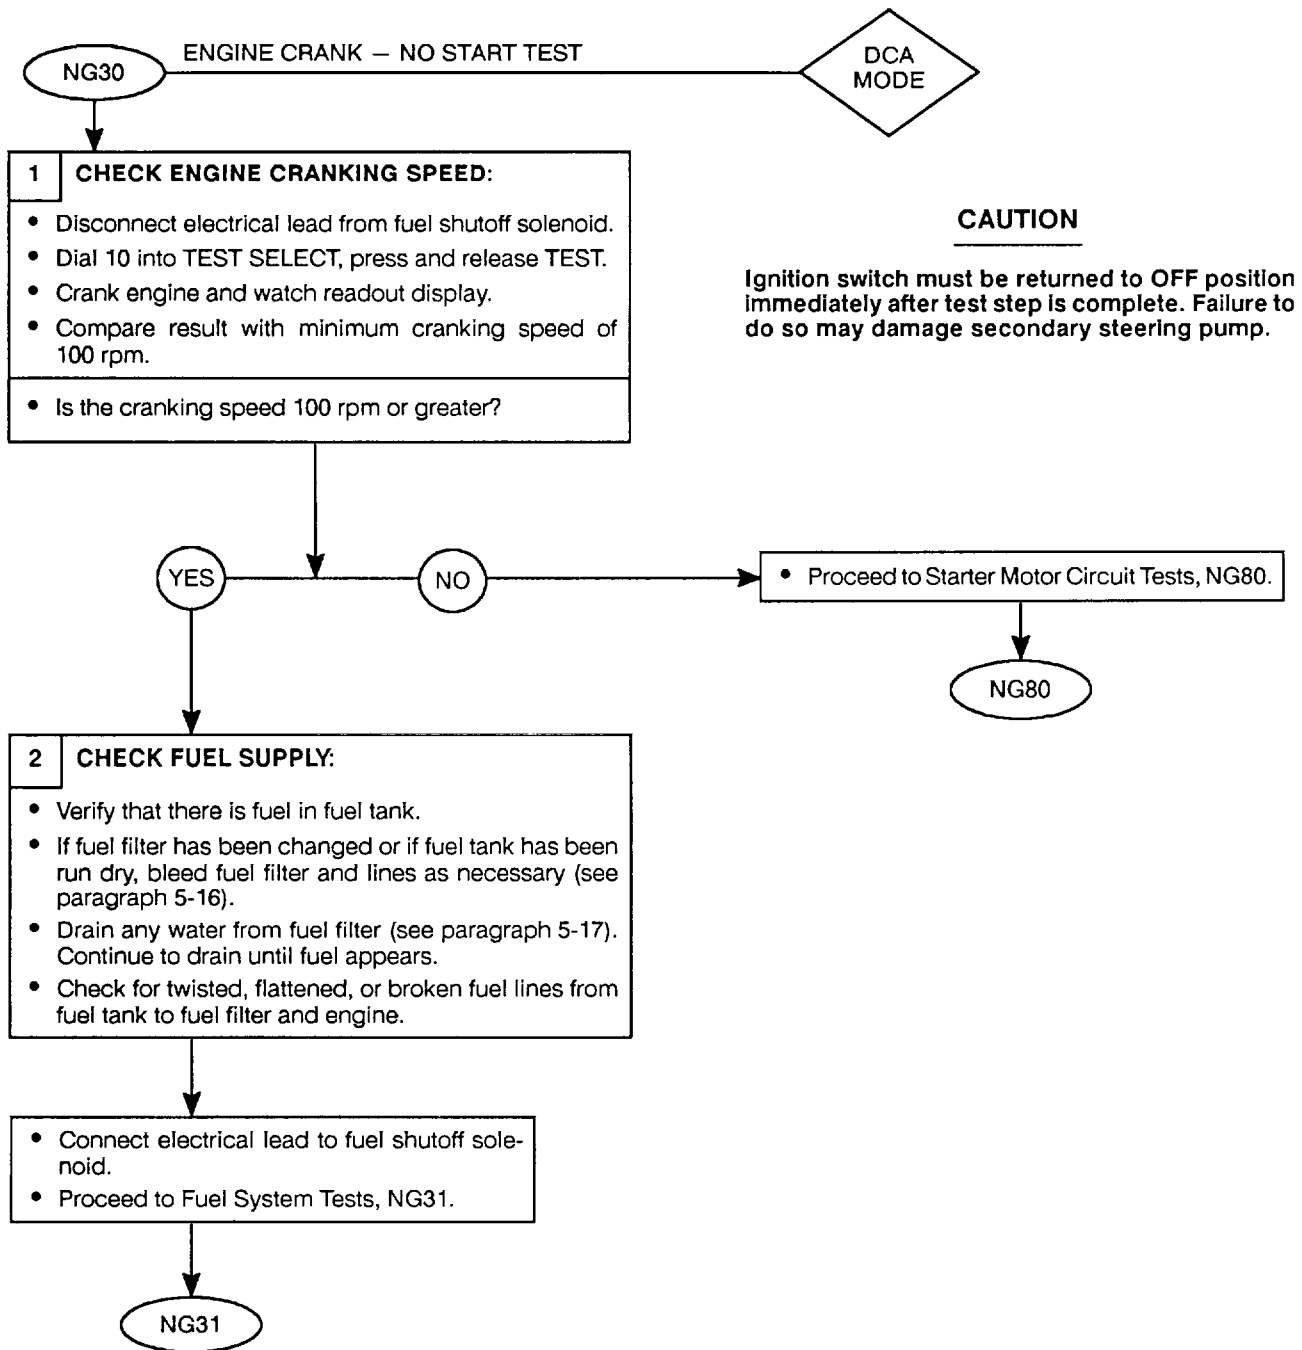 NG30
ENGINE CRANK — NO START TEST
DCA
MODE
1 CHECK ENGINE CRANKING SPEED:
• Disconnect electrical lead from fuel shutoff solenoid.
• Dial 10 into TEST SELECT, press and release TEST.
• Crank engine and watch readout display.
• Compare result with minimum cranking speed of
100 rpm.
• Is the cranking speed 100 rpm or greater?
CAUTION
Ignition switch must be returned to OFF position
immediately after test step is complete. Failure to
do so may damage secondary steering pump.
YES
NO
• Proceed to Starter Motor Circuit Tests, NG80.
NG80
2 CHECK FUEL SUPPLY:
• Verify that there is fuel in fuel tank.
• If fuel filter has been changed or if fuel tank has been
run dry, bleed fuel filter and lines as necessary (see
paragraph 5-16).
• Drain any water from fuel filter (see paragraph 5-17).
Continue to drain until fuel appears.
• Check for twisted, flattened, or broken fuel lines from
fuel tank to fuel filter and engine.
• Connect electrical lead to fuel shutoff sole-
noid.
• Proceed to Fuel System Tests, NG31.
NG31